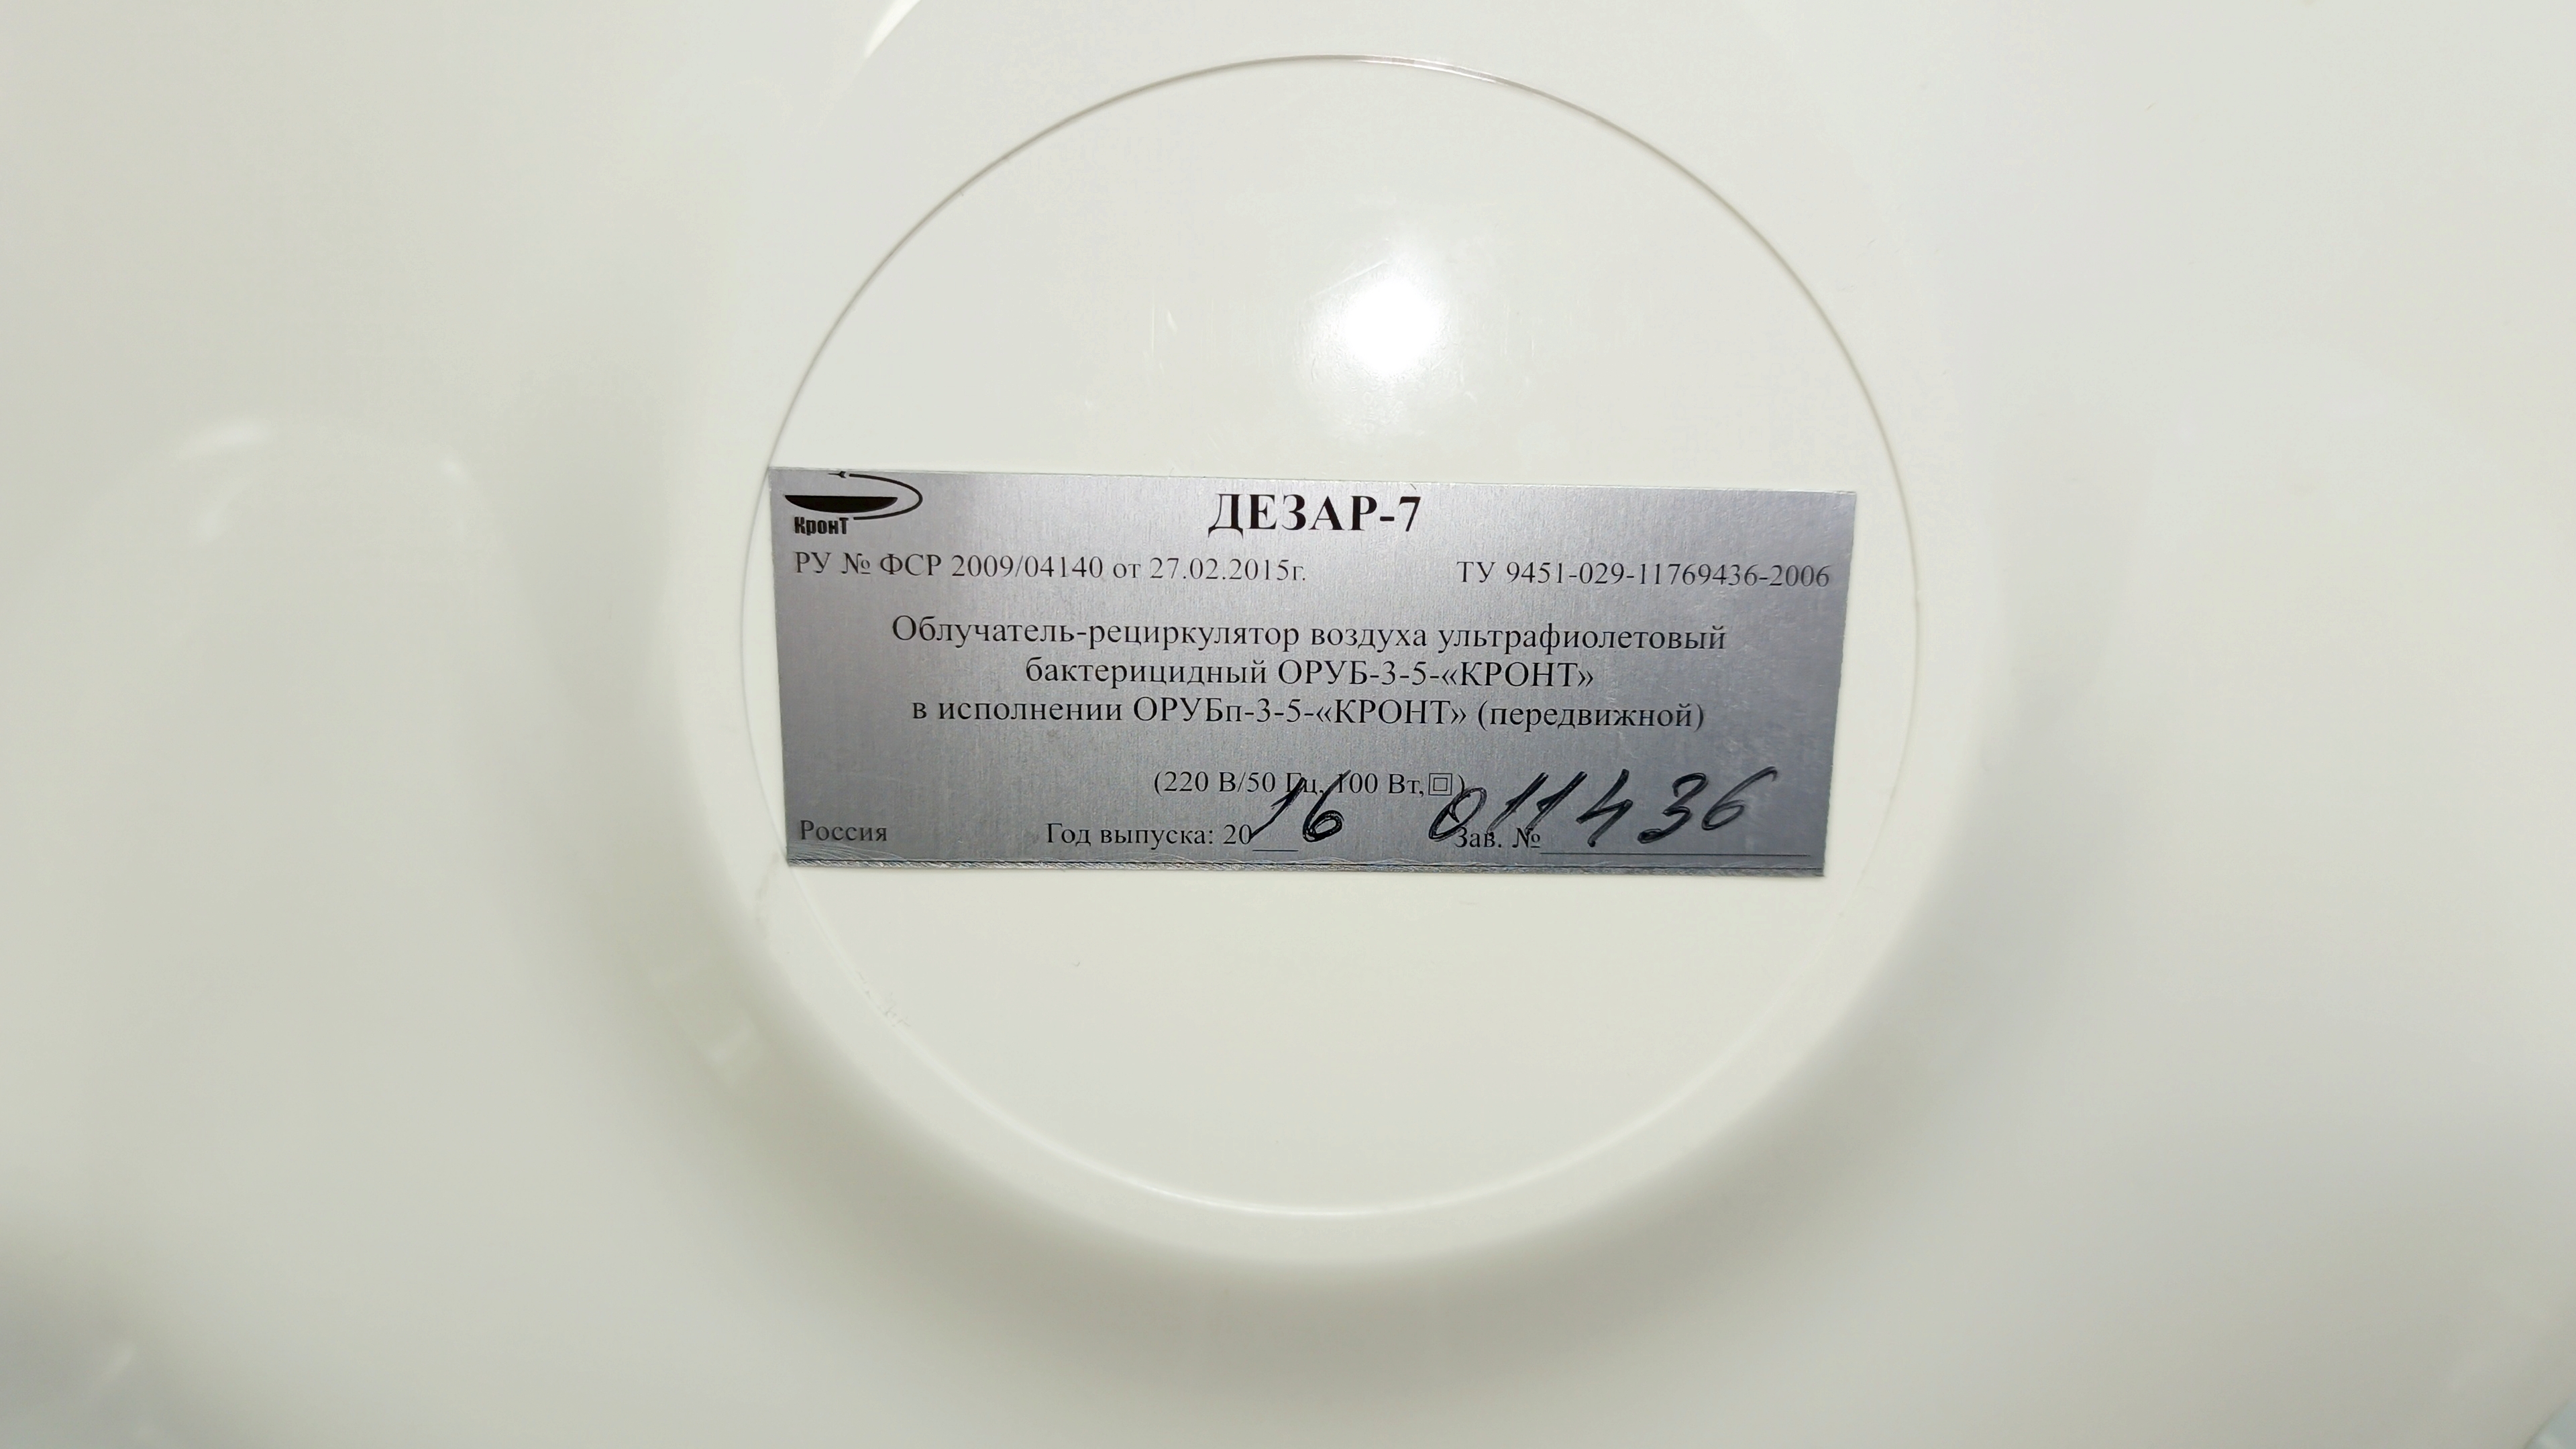 КронТ
ДЕЗАР-7
РУ № ФСР 2009/04140 от 27.02.2015г. ТУ 9451-029-11769436-2006
Облучатель-рециркулятор воздуха ультрафиолетовый
бактерицидный ОРУБ-3-5-«КРОНТ»
в исполнении ОРУБп-3-5-«КРОНТ» (передвижной)
(220 В/50 Гц, 100 Вт, )
Россия Год выпуска: 2016 Зав. № 011436